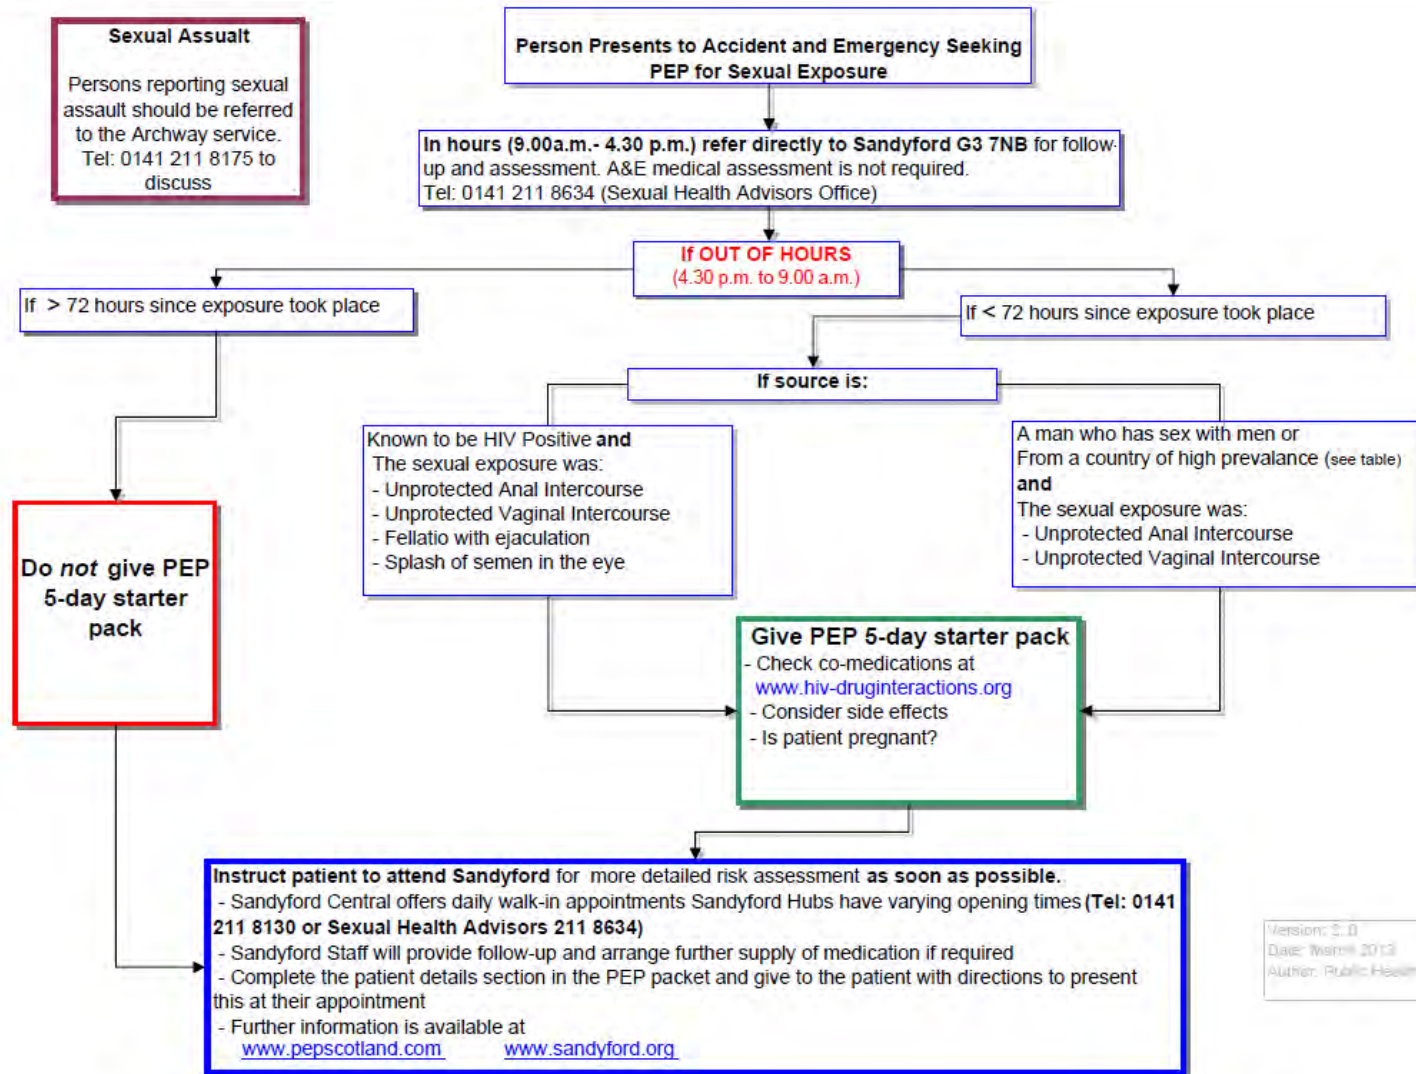 Sexual Assualt
Persons reporting sexual
assault should be referred
to the Archway service.
Tel: 0141 211 8175 to
discuss
Person Presents to Accident and Emergency Seeking
PEP for Sexual Exposure
In hours (9.00a.m.- 4.30 p.m.) refer directly to Sandyford G3 7NB for follow-
up and assessment. A&E medical assessment is not required.
Tel: 0141 211 8634 (Sexual Health Advisors Office)
If OUT OF HOURS
(4.30 p.m. to 9.00 a.m.)
If > 72 hours since exposure took place
If < 72 hours since exposure took place
If source is:
Known to be HIV Positive and
The sexual exposure was:
- Unprotected Anal Intercourse
- Unprotected Vaginal Intercourse
- Fellatio with ejaculation
- Splash of semen in the eye
A man who has sex with men or
From a country of high prevalance (see table)
and
The sexual exposure was:
- Unprotected Anal Intercourse
- Unprotected Vaginal Intercourse
Do not give PEP
5-day starter
pack
Give PEP 5-day starter pack
- Check co-medications at
www.hiv-druginteractions.org
- Consider side effects
- Is patient pregnant?
Instruct patient to attend Sandyford for more detailed risk assessment as soon as possible.
- Sandyford Central offers daily walk-in appointments Sandyford Hubs have varying opening times (Tel: 0141
211 8130 or Sexual Health Advisors 211 8634)
- Sandyford Staff will provide follow-up and arrange further supply of medication if required
- Complete the patient details section in the PEP packet and give to the patient with directions to present
this at their appointment
- Further information is available at
www.pepscotland.com www.sandyford.org
Version: 2.0
Date: March 2013
Author: Public Health